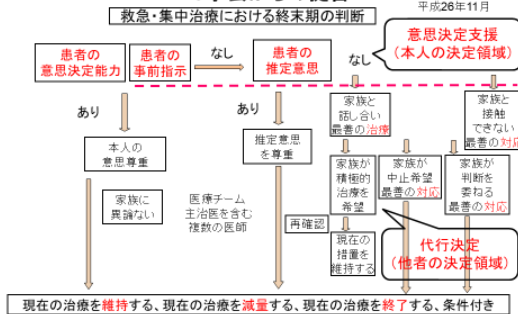 平成26年11月
救急・集中治療における終末期の判断
患者の
意思決定能力
患者の
事前指示
なし
患者の
推定意思
なし
意思決定支援
(本人の決定領域)
あり
本人の
意思尊重
あり
推定意思
を尊重
家族と
話し合い
最善の治療
家族と
接触
できない
最善の対応
家族に
異論ない
医療チーム
主治医を含む
複数の医師
家族が
積極的
治療を
希望
家族が
中止希望
最善の対応
家族が
判断を
委ねる
最善の対応
再確認
現在の
措置を
維持する
代行決定
(他者の決定領域)
現在の治療を維持する、現在の治療を減量する、現在の治療を終了する、条件付き